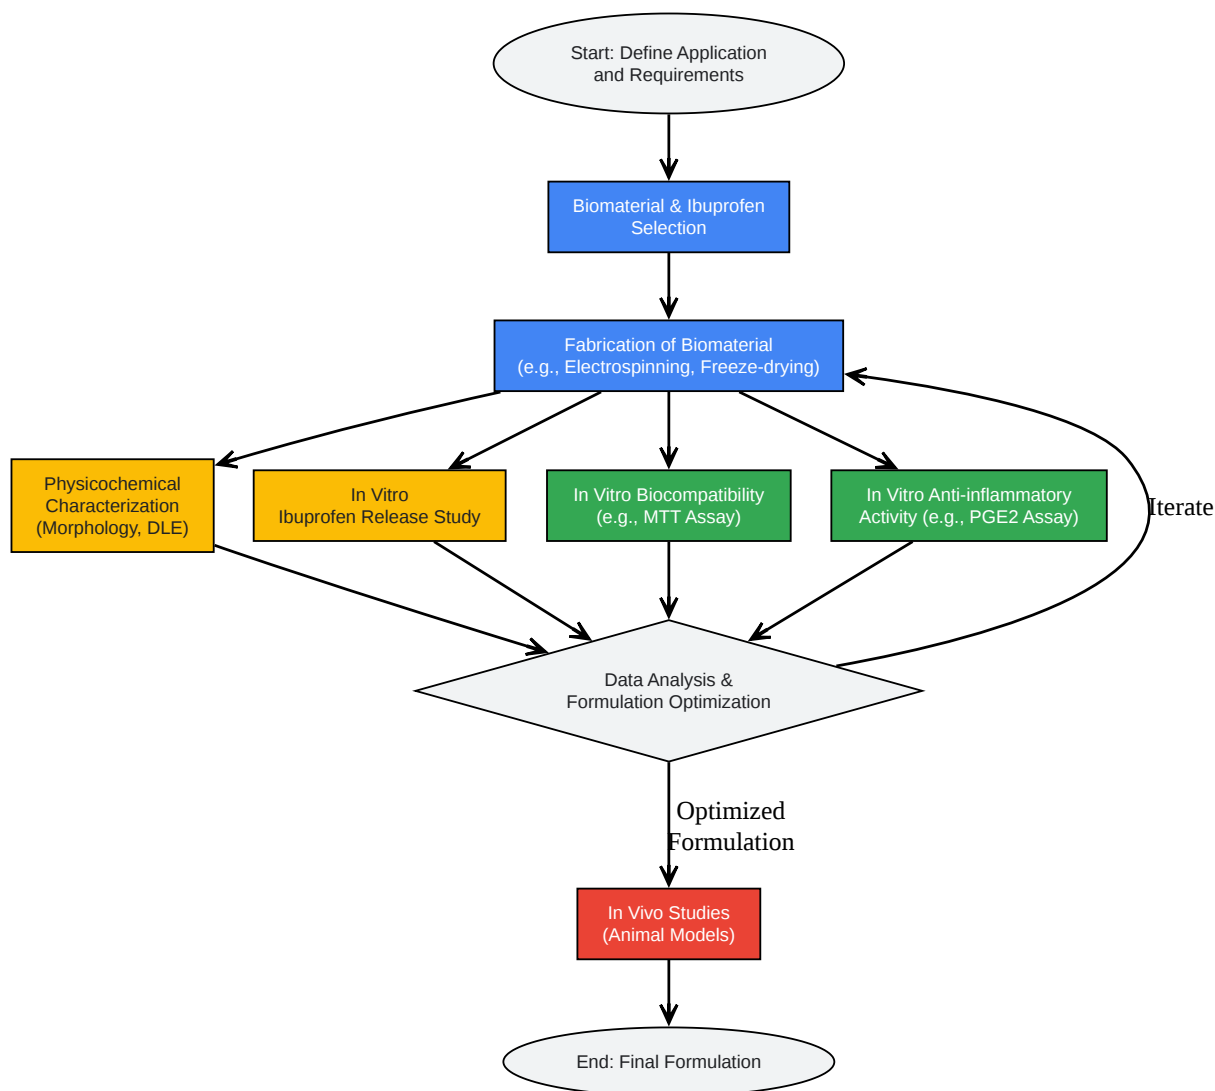 Start: Define Application
and Requirements
Biomaterial & Ibuprofen
Selection
Fabrication of Biomaterial
(e.g., Electrospinning, Freeze-drying)
Physicochemical
Characterization
(Morphology, DLE)
In Vitro
Ibuprofen Release Study
In Vitro Biocompatibility
(e.g., MTT Assay)
In Vitro Anti-inflammatory
Activity (e.g., PGE2 Assay)
Iterate
Data Analysis &
Formulation Optimization
Optimized
Formulation
In Vivo Studies
(Animal Models)
End: Final Formulation